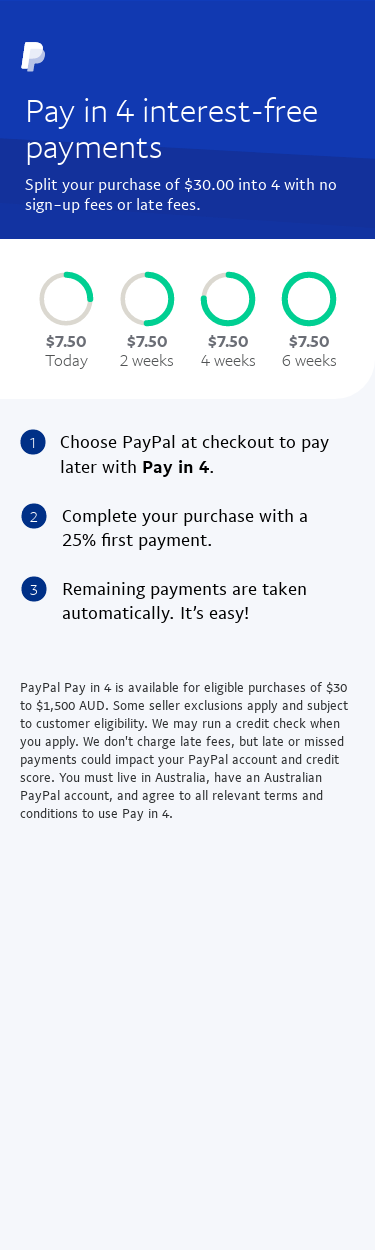 Pay in 4 interest-free
payments
Split your purchase of $30.00 into 4 with no
sign-up fees or late fees.
$7.50 $7.50 $7.50 $7.50
Today 2 weeks 4 weeks 6 weeks
1 Choose PayPal at checkout to pay
later with Pay in 4.
2 Complete your purchase with a
25% first payment.
3 Remaining payments are taken
automatically. It’s easy!
PayPal Pay in 4 is available for eligible purchases of $30
to $1,500 AUD. Some seller exclusions apply and subject
to customer eligibility. We may run a credit check when
you apply. We don't charge late fees, but late or missed
payments could impact your PayPal account and credit
score. You must live in Australia, have an Australian
PayPal account, and agree to all relevant terms and
conditions to use Pay in 4.